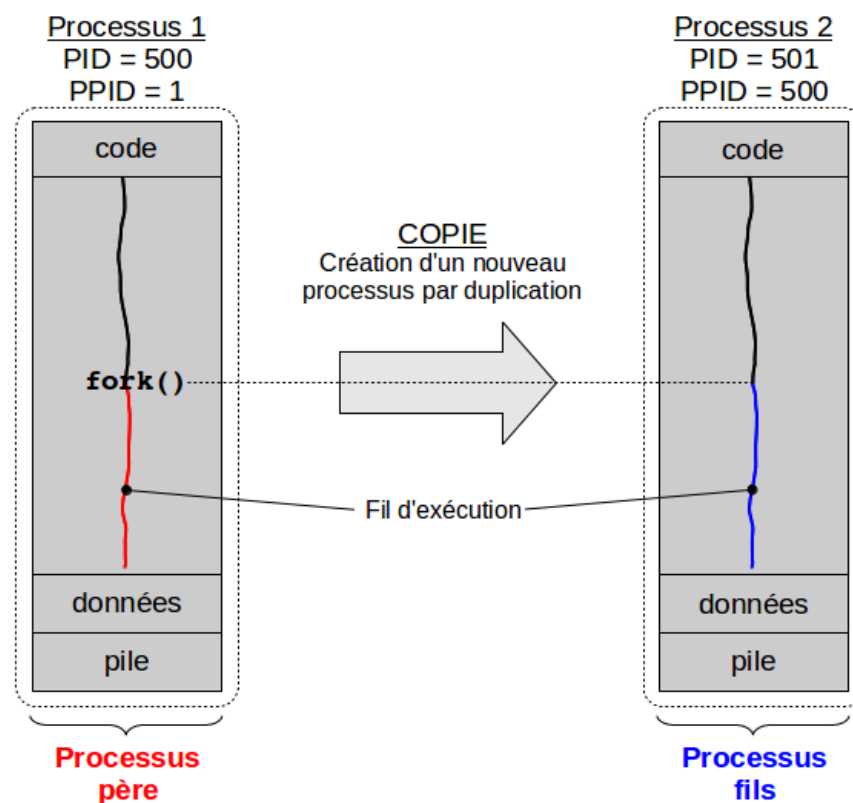 Processus 1
PID = 500
PPID = 1
Processus 2
PID = 501
PPID = 500
code
code
COPIE
Création d'un nouveau
processus par duplication
fork()
Fil d'exécution
données
données
pile
pile
Processus
père
Processus
fils